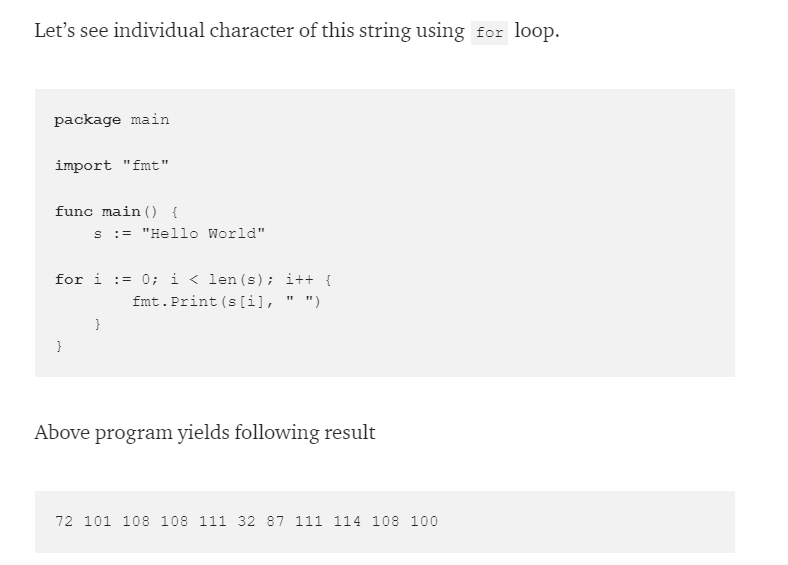 Let’s see individual character of this string using for loop.
package main
import "fmt"
func main() {
    s := "Hello World"
for i := 0; i < len(s); i++ {
        fmt.Print(s[i], " ")
    }
}
Above program yields following result
72 101 108 108 111 32 87 111 114 108 100